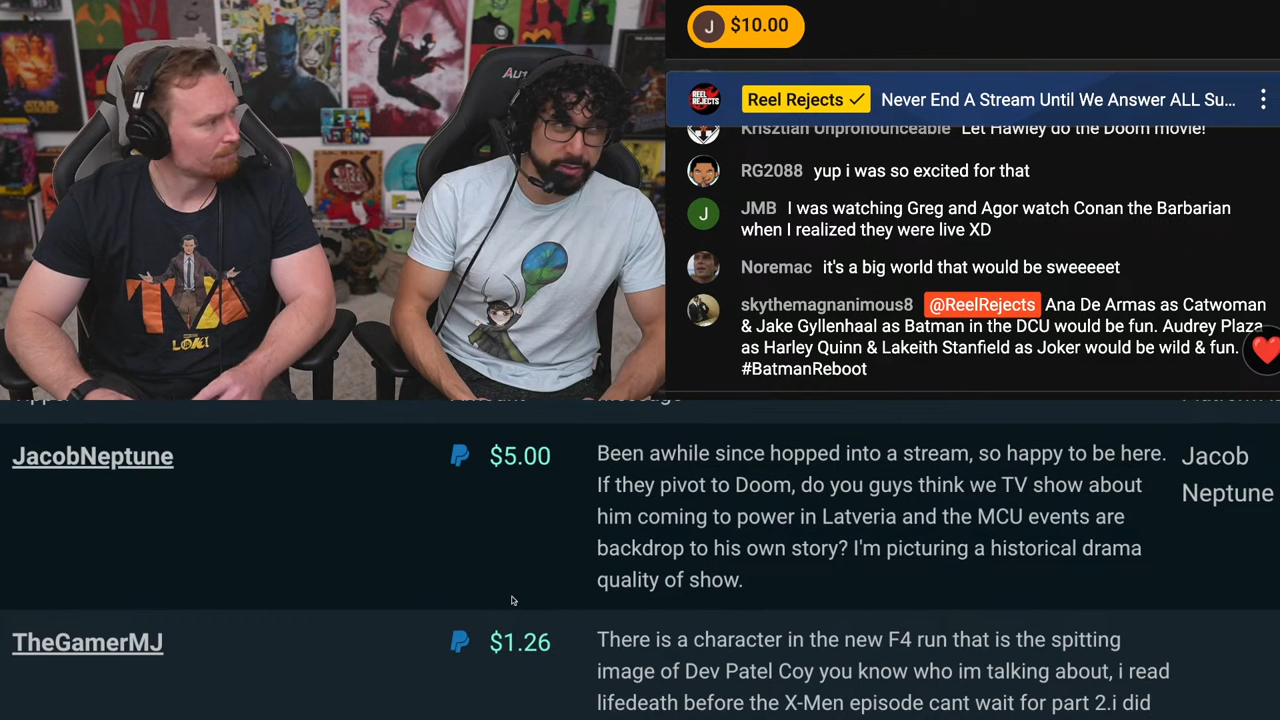 J $10.00
REEL REJECTS Reel Rejects Never End A Stream Until We Answer ALL Su...
Krisztian Unpronounceable Let Hawley do the Doom movie!
RG2088 yup i was so excited for that
J JMB I was watching Greg and Agor watch Conan the Barbarian
when I realized they were live XD
Noremac it's a big world that would be sweeeeet
skythemagnanimous8 @ReelRejects Ana De Armas as Catwoman
& Jake Gyllenhaal as Batman in the DCU would be fun. Audrey Plaza
as Harley Quinn & Lakeith Stanfield as Joker would be wild & fun.
#BatmanReboot
TVA
LOKI
JacobNeptune $5.00 Been awhile since hopped into a stream, so happy to be here. Jacob
If they pivot to Doom, do you guys think we TV show about Neptune
him coming to power in Latveria and the MCU events are
backdrop to his own story? I'm picturing a historical drama
quality of show.
TheGamerMJ $1.26 There is a character in the new F4 run that is the spitting
image of Dev Patel Coy you know who im talking about, i read
lifedeath before the X-Men episode cant wait for part 2.i did